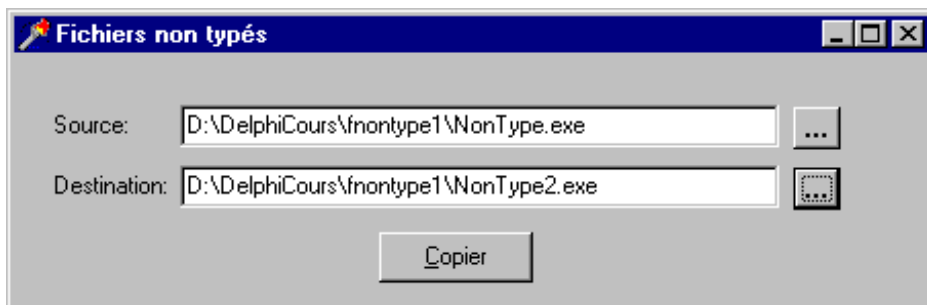 Fichiers non typés
Source: D:\DelphiCours\fnontype1\NonType.exe ...
Destination: D:\DelphiCours\fnontype1\NonType2.exe ...
Copier